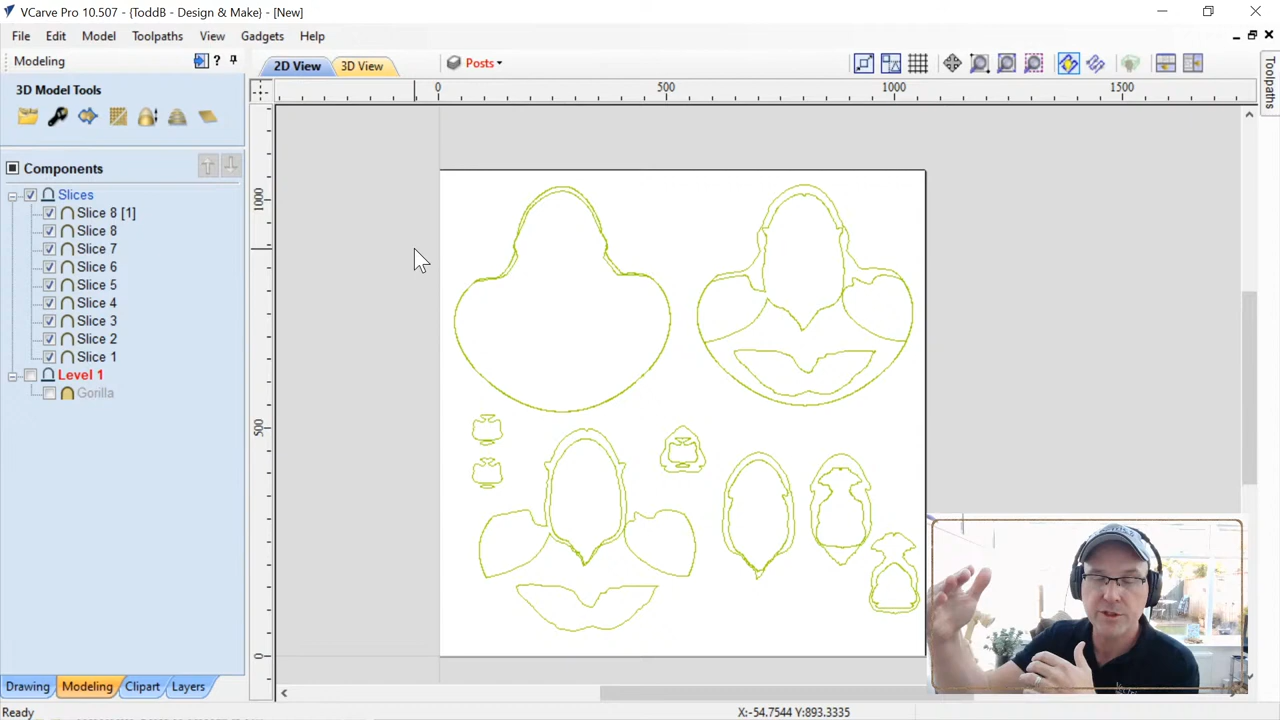 VCarve Pro 10.507 - {ToddB - Design & Make} - [New]
File Edit Model Toolpaths View Gadgets Help
Modeling
2D View 3D View Posts
3D Model Tools
0 500 1000 1500
Components
Slices
Slice 8 [1]
Slice 8
Slice 7
Slice 6
Slice 5
Slice 4
Slice 3
Slice 2
Slice 1
Level 1
Gorilla
1000
500
0
Toolpaths
Drawing Modeling Clipart Layers
Ready X:-54.7544 Y:893.3335